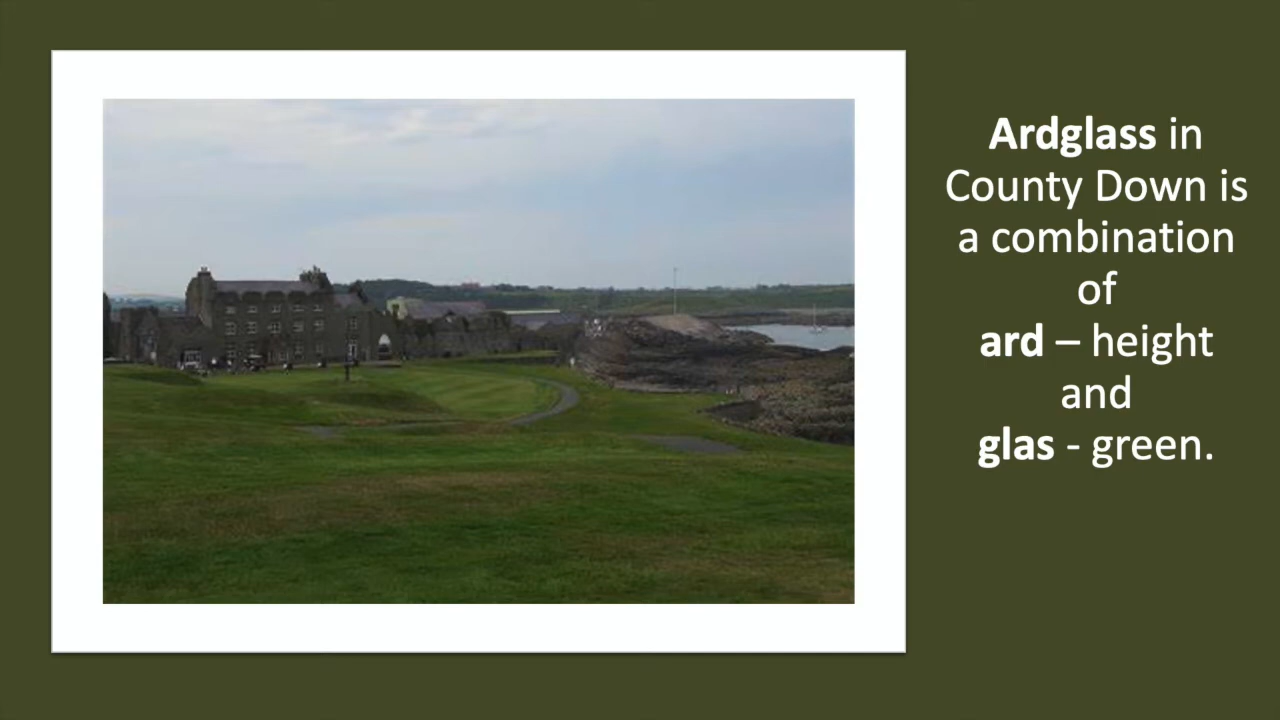 Ardglass in
County Down is
a combination
of
ard – height
and
glas - green.